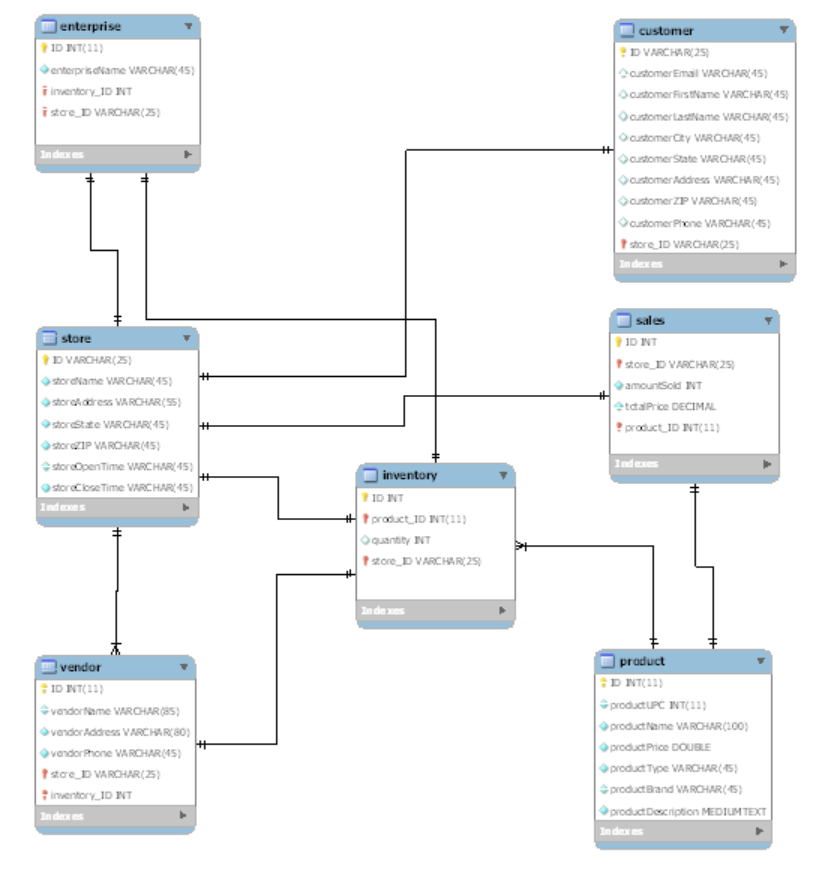 enterprise
ID INT(11)
enterpriseName VARCHAR(45)
inventory_ID INT
store_ID VARCHAR(25)
Indexes
customer
ID VARCHAR(25)
customerEmail VARCHAR(45)
customerFirstName VARCHAR(45)
customerLastName VARCHAR(45)
customerCity VARCHAR(45)
customerState VARCHAR(45)
customerAddress VARCHAR(45)
customerZIP VARCHAR(45)
customerPhone VARCHAR(45)
store_ID VARCHAR(25)
Indexes
store
ID VARCHAR(25)
storeName VARCHAR(45)
storeAddress VARCHAR(55)
storeState VARCHAR(45)
storeZIP VARCHAR(45)
storeOpenTime VARCHAR(45)
storeCloseTime VARCHAR(45)
Indexes
sales
ID INT
store_ID VARCHAR(25)
amountSold INT
totalPrice DECIMAL
product_ID INT(11)
Indexes
inventory
ID INT
product_ID INT(11)
quantity INT
store_ID VARCHAR(25)
Indexes
vendor
ID INT(11)
vendorName VARCHAR(85)
vendorAddress VARCHAR(80)
vendorPhone VARCHAR(45)
store_ID VARCHAR(25)
inventory_ID INT
Indexes
product
ID INT(11)
productUPC INT(11)
productName VARCHAR(100)
productPrice DOUBLE
productType VARCHAR(45)
productBrand VARCHAR(45)
productDescription MEDIUMTEXT
Indexes